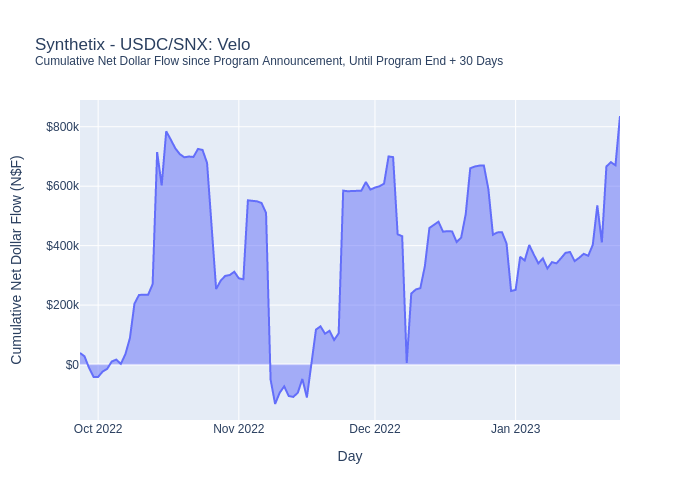 Synthetix - USDC/SNX: Velo
Cumulative Net Dollar Flow since Program Announcement, Until Program End + 30 Days
Cumulative Net Dollar Flow (N$F)
$800k
$600k
$400k
$200k
$0
Oct 2022
Nov 2022
Dec 2022
Jan 2023
Day